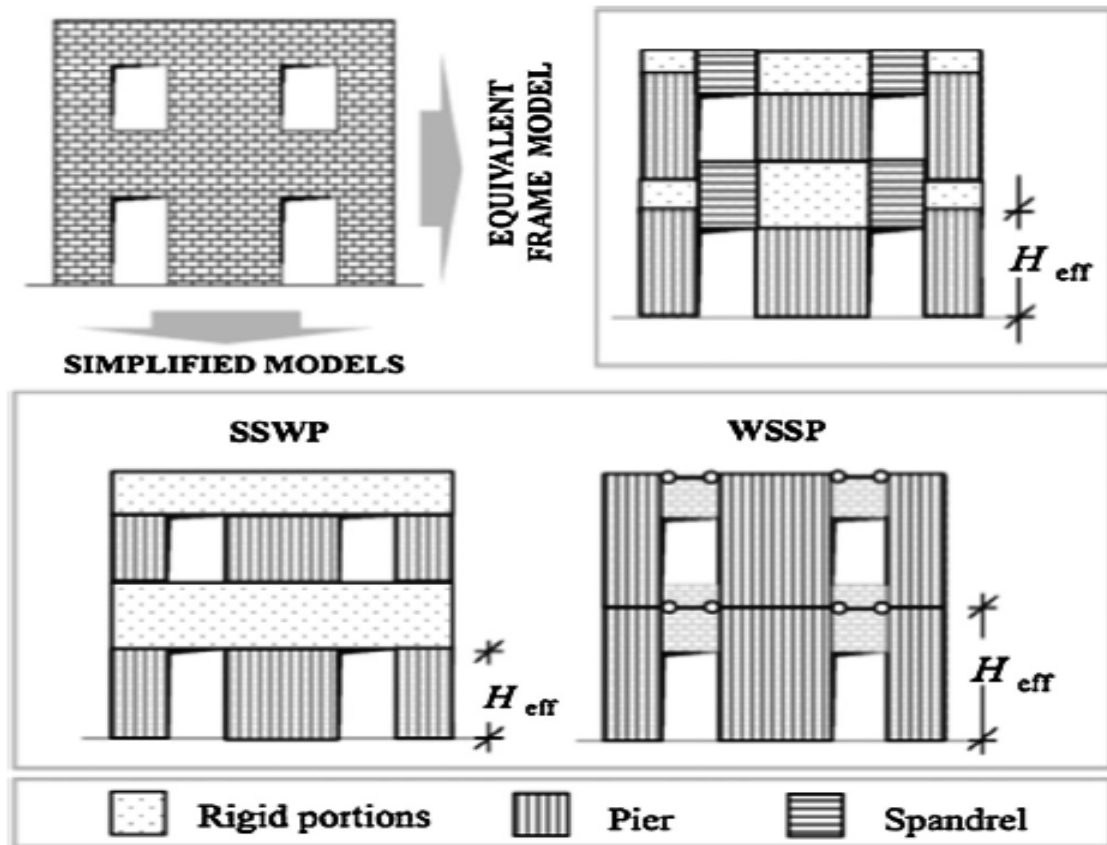 EQUIVALENT
FRAME MODEL
H eff
SIMPLIFIED MODELS
SSWP
WSSP
H eff
H eff
Rigid portions
Pier
Spandrel